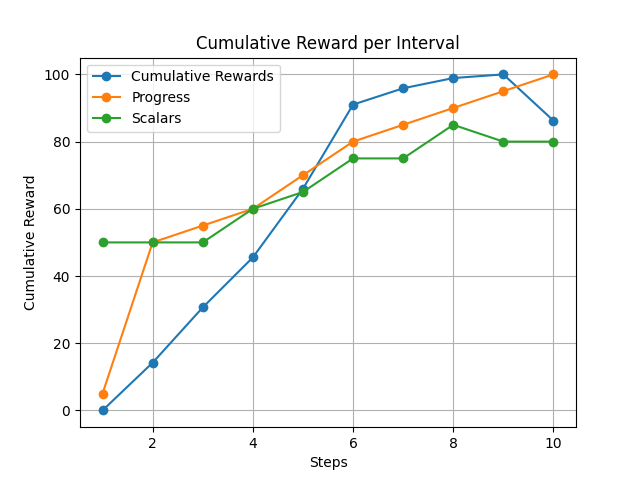 Cumulative Reward per Interval
Cumulative Rewards
Progress
Scalars
Cumulative Reward
100
80
60
40
20
0
2 4 6 8 10
Steps